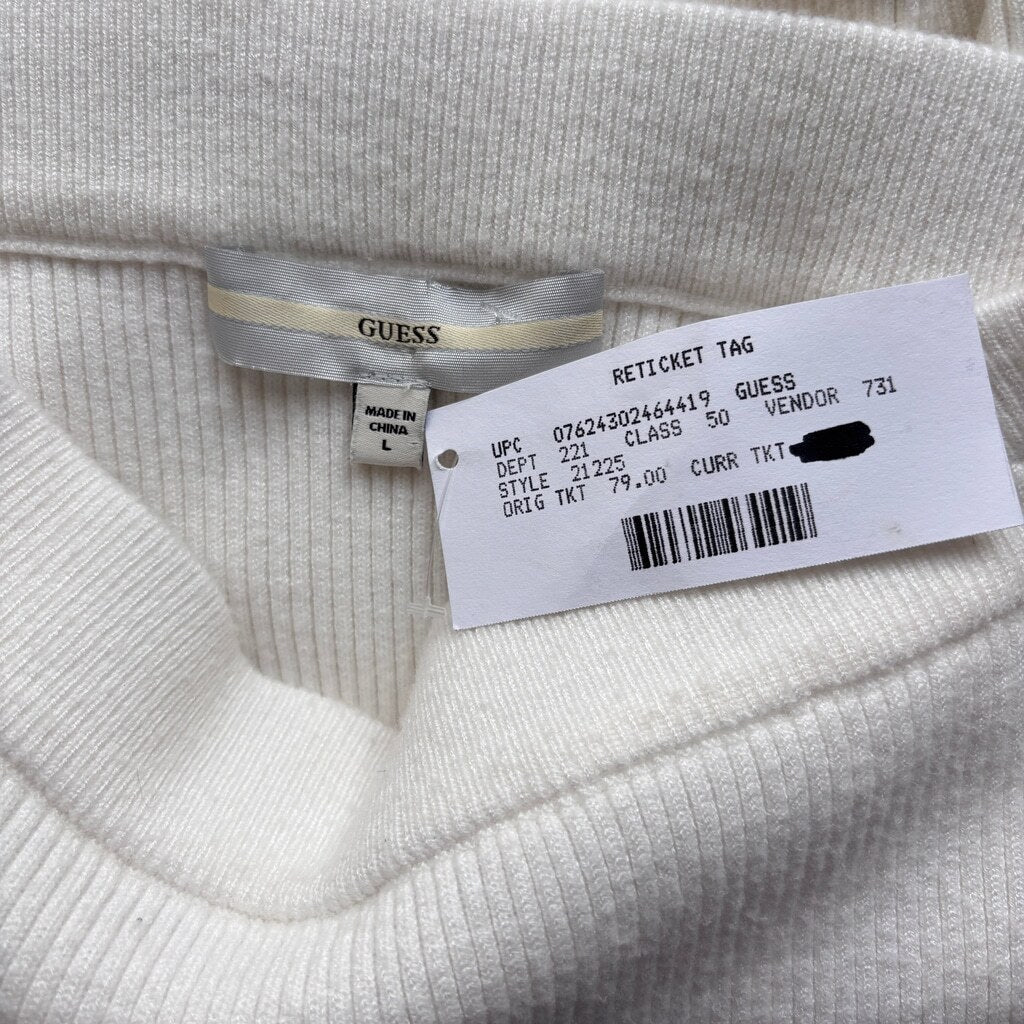 GUESS
MADE IN
CHINA
L
RETICKET TAG
UPC 07624302464419 GUESS
DEPT 221 CLASS 50 VENDOR 731
STYLE 21225
ORIG TKT 79.00 CURR TKT